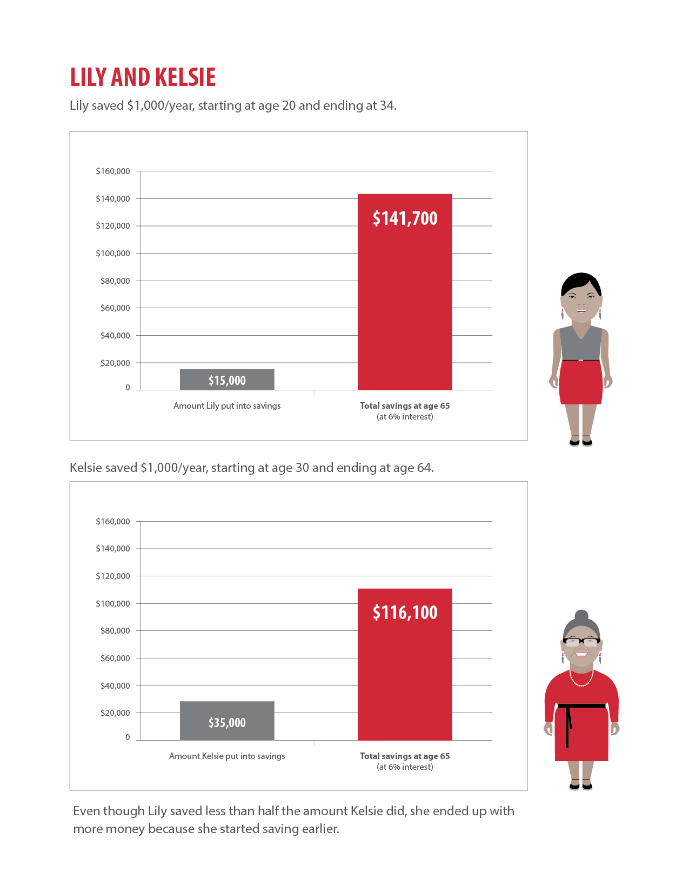 LILY AND KELSIE
Lily saved $1,000/year, starting at age 20 and ending at 34.
$160,000
$140,000
$120,000
$100,000
$80,000
$60,000
$40,000
$20,000
0
$141,700
$15,000
Amount Lily put into savings
Total savings at age 65
(at 6% interest)
Kelsie saved $1,000/year, starting at age 30 and ending at age 64.
$160,000
$140,000
$120,000
$100,000
$80,000
$60,000
$40,000
$20,000
0
$116,100
$35,000
Amount Kelsie put into savings
Total savings at age 65
(at 6% interest)
Even though Lily saved less than half the amount Kelsie did, she ended up with
more money because she started saving earlier.